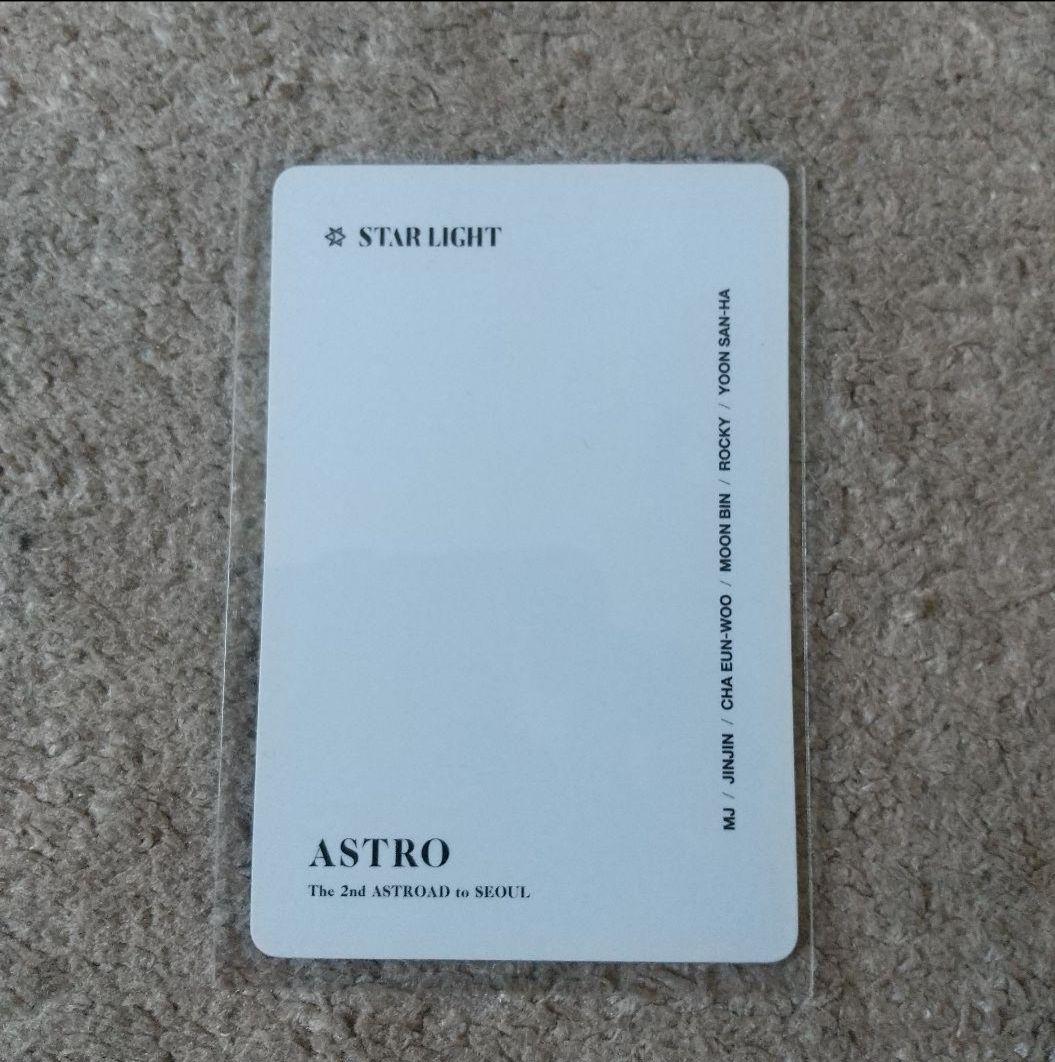 STAR LIGHT
MJ / JINJIN / CHA EUN-WOO / MOON BIN / ROCKY / YOON SAN-HA
ASTRO
The 2nd ASTROAD to SEOUL